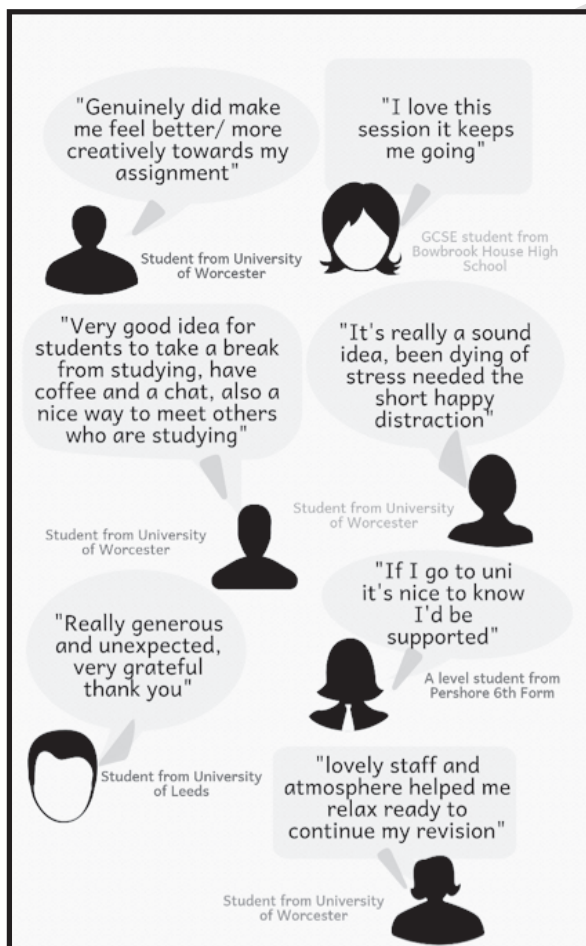 "Genuinely did make
me feel better/ more
creatively towards my
assignment"
Student from University
of Worcester
"I love this
session it keeps
me going"
GCSE student from
Bowbrook House High
School
"Very good idea for
students to take a break
from studying, have
coffee and a chat, also a
nice way to meet others
who are studying"
Student from University
of Worcester
"It's really a sound
idea, been dying of
stress needed the
short happy
distraction"
Student from University
of Worcester
"Really generous
and unexpected,
very grateful
thank you"
Student from University
of Leeds
"If I go to uni
it's nice to know
I'd be
supported"
A level student from
Pershore 6th Form
"lovely staff and
atmosphere helped me
relax ready to
continue my revision"
Student from University
of Worcester